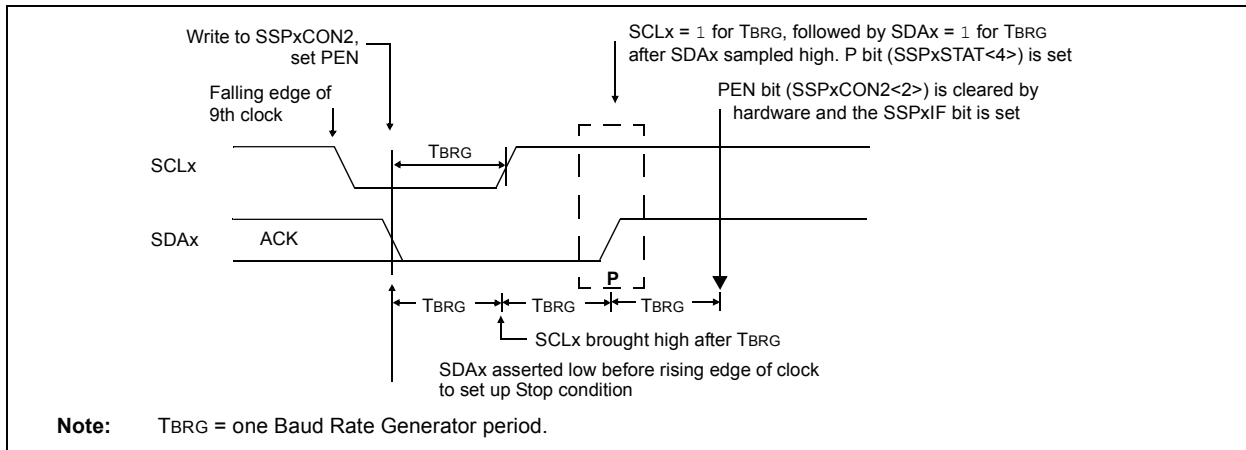 Write to SSPxCON2,
set PEN
SCLx = 1 for TBRG, followed by SDAx = 1 for TBRG
after SDAx sampled high. P bit (SSPxSTAT<4>) is set
Falling edge of
9th clock
PEN bit (SSPxCON2<2>) is cleared by
hardware and the SSPxIF bit is set
TBRG
SCLx
SDAx
ACK
P
TBRG
TBRG
TBRG
SCLx brought high after TBRG
SDAx asserted low before rising edge of clock
to set up Stop condition
Note: TBRG = one Baud Rate Generator period.